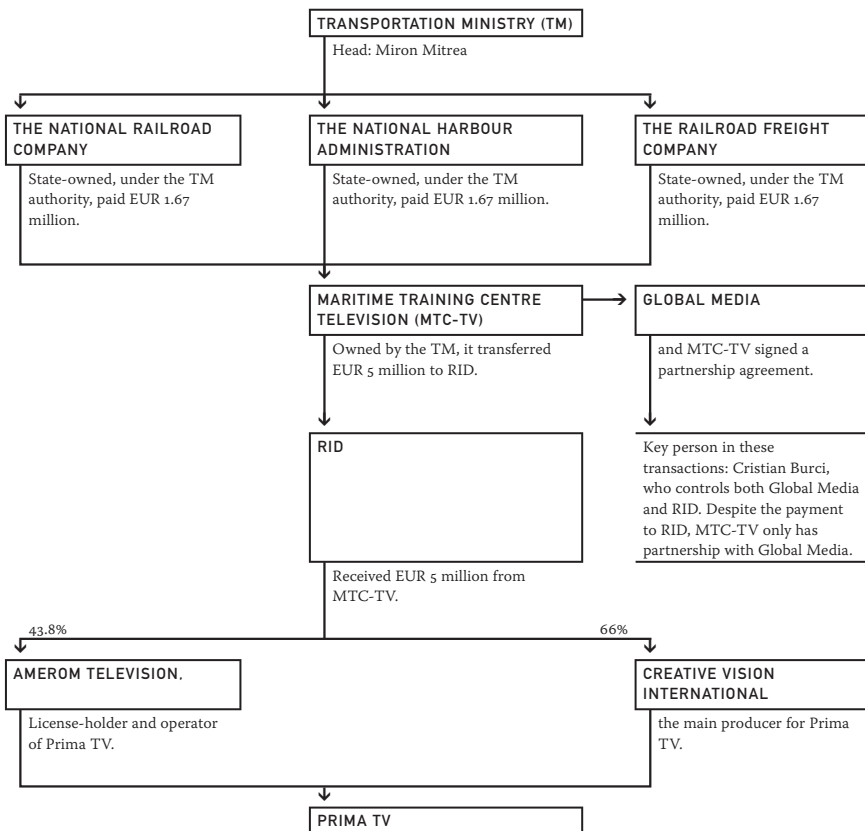 TRANSPORTATION MINISTRY (TM)
Head: Miron Mitrea
THE NATIONAL RAILROAD
COMPANY
State-owned, under the TM
authority, paid EUR 1.67
million.
THE NATIONAL HARBOUR
ADMINISTRATION
State-owned, under the TM
authority, paid EUR 1.67 million.
THE RAILROAD FREIGHT
COMPANY
State-owned, under the TM
authority, paid EUR 1.67
million.
MARITIME TRAINING CENTRE
TELEVISION (MTC-TV)
Owned by the TM, it transferred
EUR 5 million to RID.
GLOBAL MEDIA
and MTC-TV signed a
partnership agreement.
RID
Received EUR 5 million from
MTC-TV.
Key person in these
transactions: Cristian Burci,
who controls both Global Media
and RID. Despite the payment
to RID, MTC-TV only has
partnership with Global Media.
43.8%
66%
AMEROM TELEVISION,
License-holder and operator
of Prima TV.
CREATIVE VISION
INTERNATIONAL
the main producer for Prima
TV.
PRIMA TV